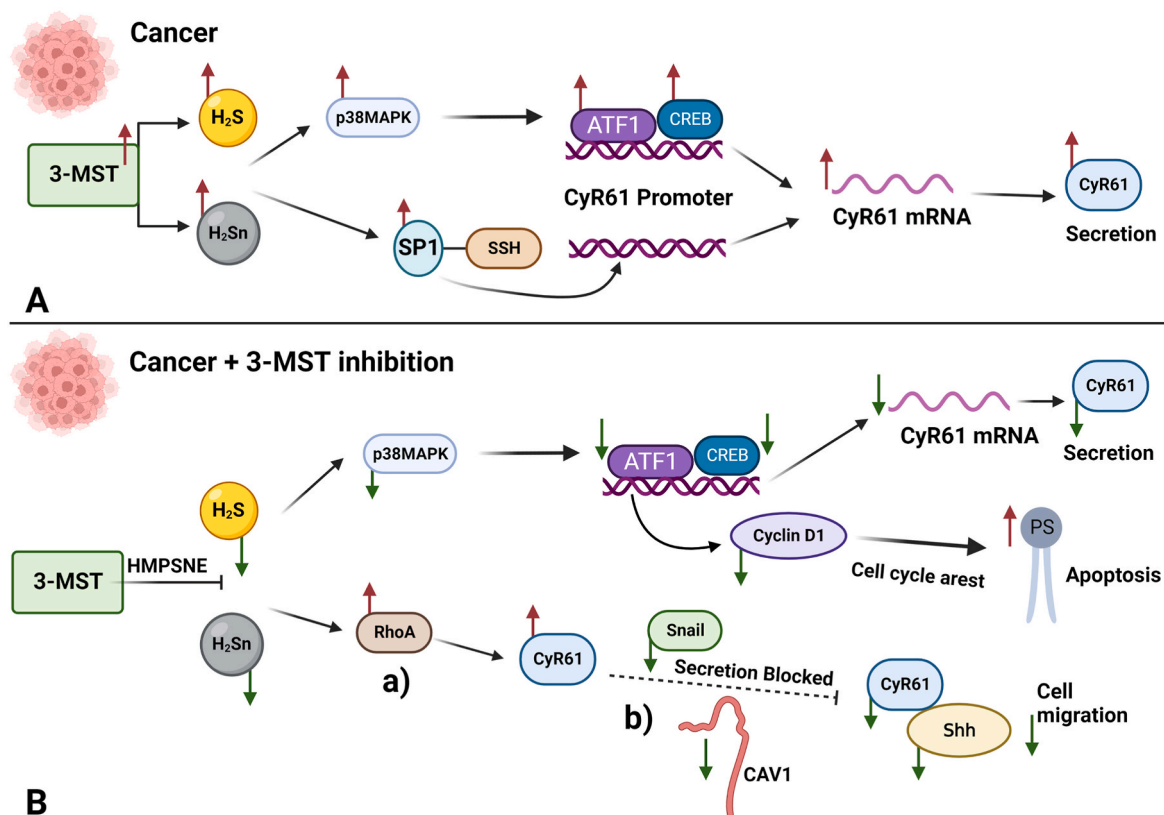 Cancer
H₂S
p38MAPK
ATF1
CREB
3-MST
H₂Sn
SP1
SSH
CyR61 Promoter
CyR61 mRNA
CyR61
Secretion
A
Cancer + 3-MST inhibition
p38MAPK
ATF1
CREB
CyR61 mRNA
CyR61
Secretion
H₂S
3-MST
HMPSNE
H₂Sn
Cyclin D1
Cell cycle arest
PS
Apoptosis
RhoA
a)
CyR61
Snail
Secretion Blocked
b)
CAV1
CyR61
Shh
Cell
migration
B